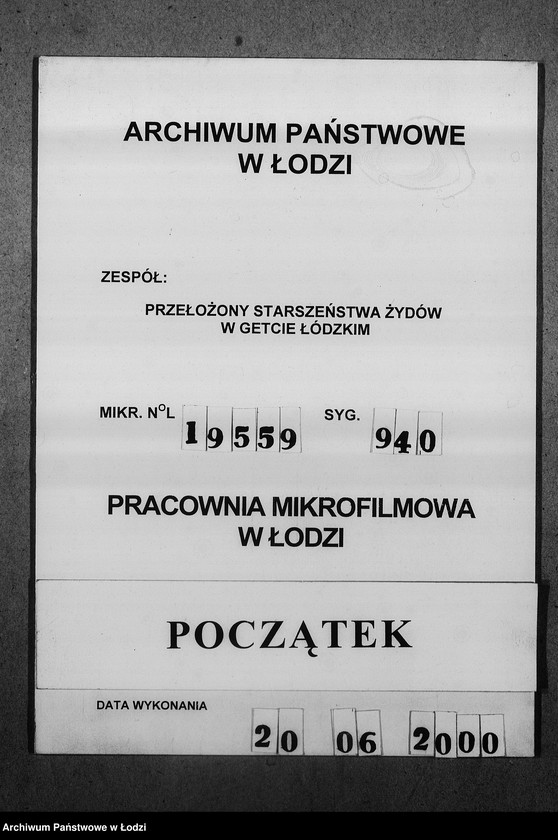 ARCHIWUM PAŃSTWOWE
W ŁODZI
ZESPÓŁ:
PRZEŁOŻONY STARSZEŃSTWA ŻYDÓW
W GETCIE ŁÓDZKIM
MIKR. NOL 19559 SYG. 940
PRACOWNIA MIKROFILMOWA
W ŁODZI
POCZĄTEK
DATA WYKONANIA 20 06 2000
Archiwum Państwowe w Łodzi